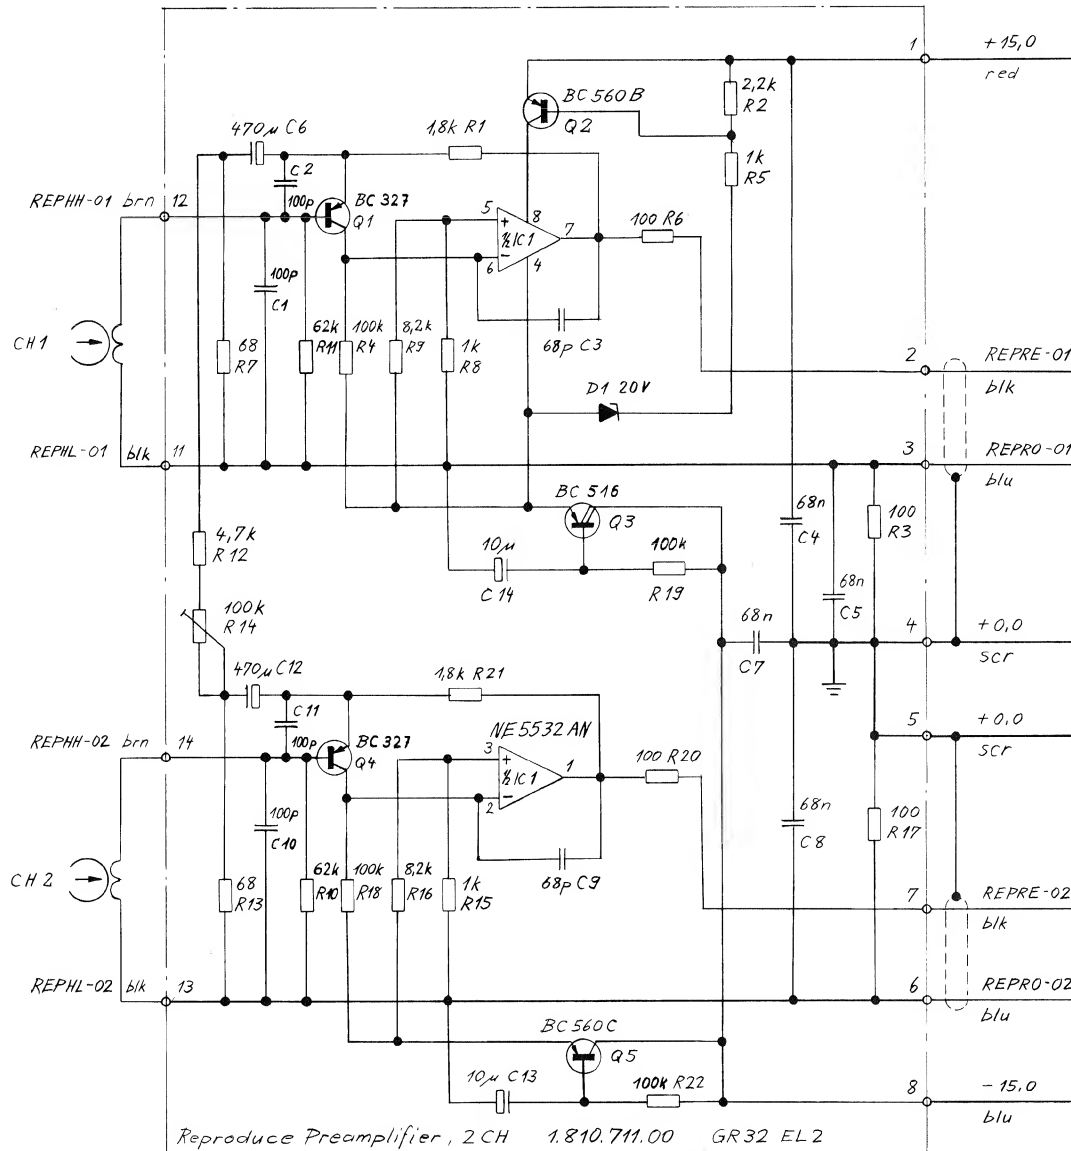 1
+15,0
red
BC 560B
Q2
2,2k
R2
470µ C6
1,8k R1
1k
R5
C2
100p
REPHH-01 brn 12
BC 327
Q1
5
+
8
7
½IC1
6
−
4
100 R6
100p
C1
CH1
68
R7
62k
R11
100k
R4
8,2k
R9
1k
R8
68p C3
2
REPRE-01
blk
D1 20V
REPHL-01 blk 11
3
REPRO-01
blu
BC 516
Q3
68n
C4
100
R3
4,7k
R12
10µ
C14
100k
R19
68n
C5
100k
R14
68n
C7
4
+0,0
scr
470µ C12
1,8k R21
C11
100p
5
+0,0
scr
REPHH-02 brn 14
BC 327
Q4
NE5532AN
3
+
½IC1
1
2
−
100 R20
100p
C10
68n
C8
100
R17
CH2
68
R13
62k
R10
100k
R18
8,2k
R16
1k
R15
68p C9
7
REPRE-02
blk
REPHL-02 blk 13
6
REPRO-02
blu
BC 560C
Q5
10µ C13
100k R22
8
-15.0
blu
Reproduce Preamplifier, 2 CH 1.810.711.00 GR32 EL2